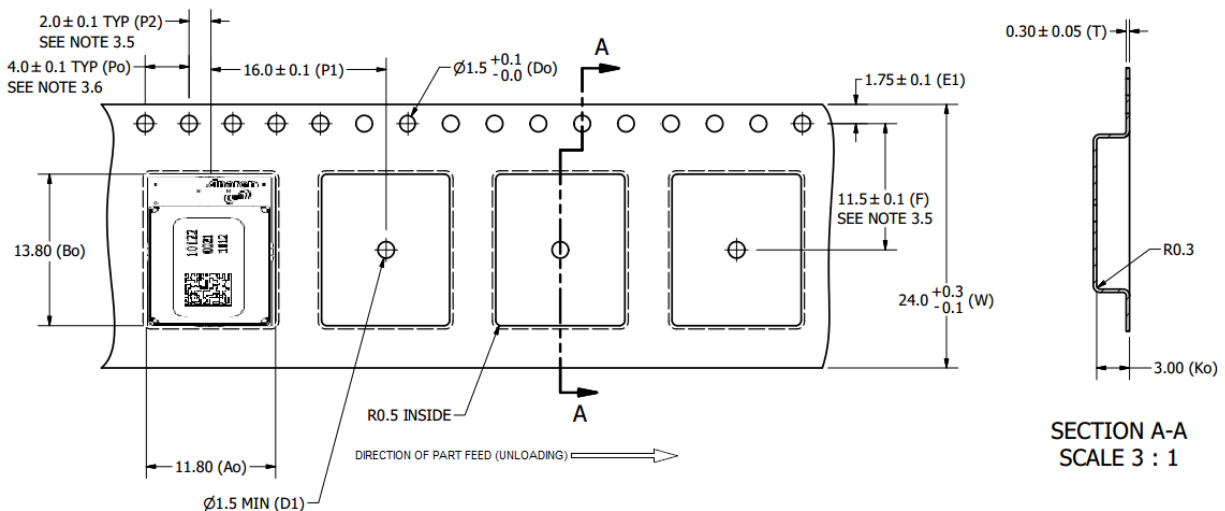 2.0 ± 0.1 TYP (P2)
SEE NOTE 3.5
4.0 ± 0.1 TYP (Po)
SEE NOTE 3.6
16.0 ± 0.1 (P1)
Ø1.5 +0.1 -0.0 (Do)
A
1.75 ± 0.1 (E1)
0.30 ± 0.05 (T)
13.80 (Bo)
10122
0021
1812
11.5 ± 0.1 (F)
SEE NOTE 3.5
24.0 +0.3 -0.1 (W)
R0.3
3.00 (Ko)
R0.5 INSIDE
A
11.80 (Ao)
DIRECTION OF PART FEED (UNLOADING)
Ø1.5 MIN (D1)
SECTION A-A
SCALE 3 : 1